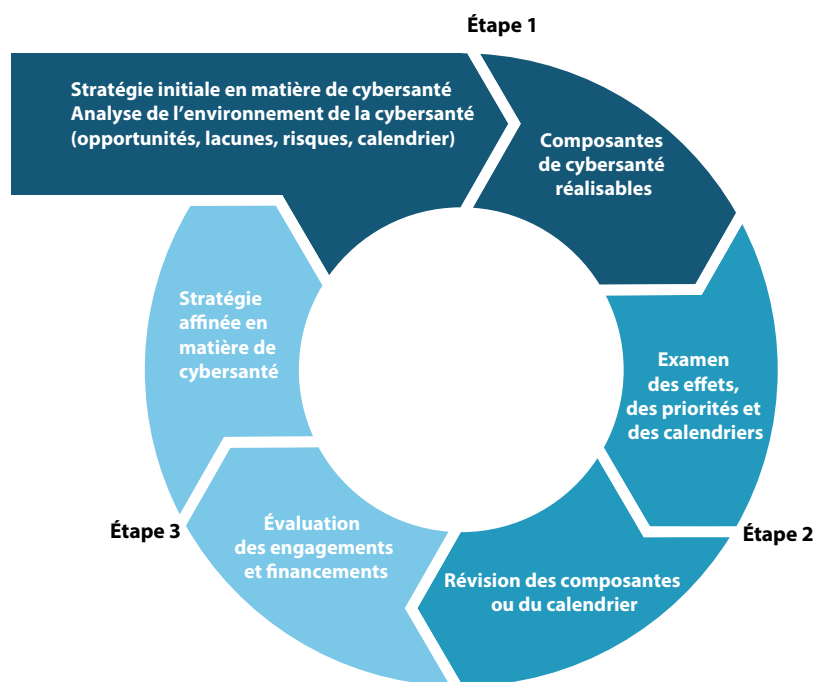 Étape 1
Stratégie initiale en matière de cybersanté
Analyse de l’environnement de la cybersanté
(opportunités, lacunes, risques, calendrier)
Composantes
de cybersanté
réalisables
Examen
des effets,
des priorités et
des calendriers
Étape 2
Révision des composantes
ou du calendrier
Évaluation
des engagements
et financements
Étape 3
Stratégie
affinée en
matière de
cybersanté